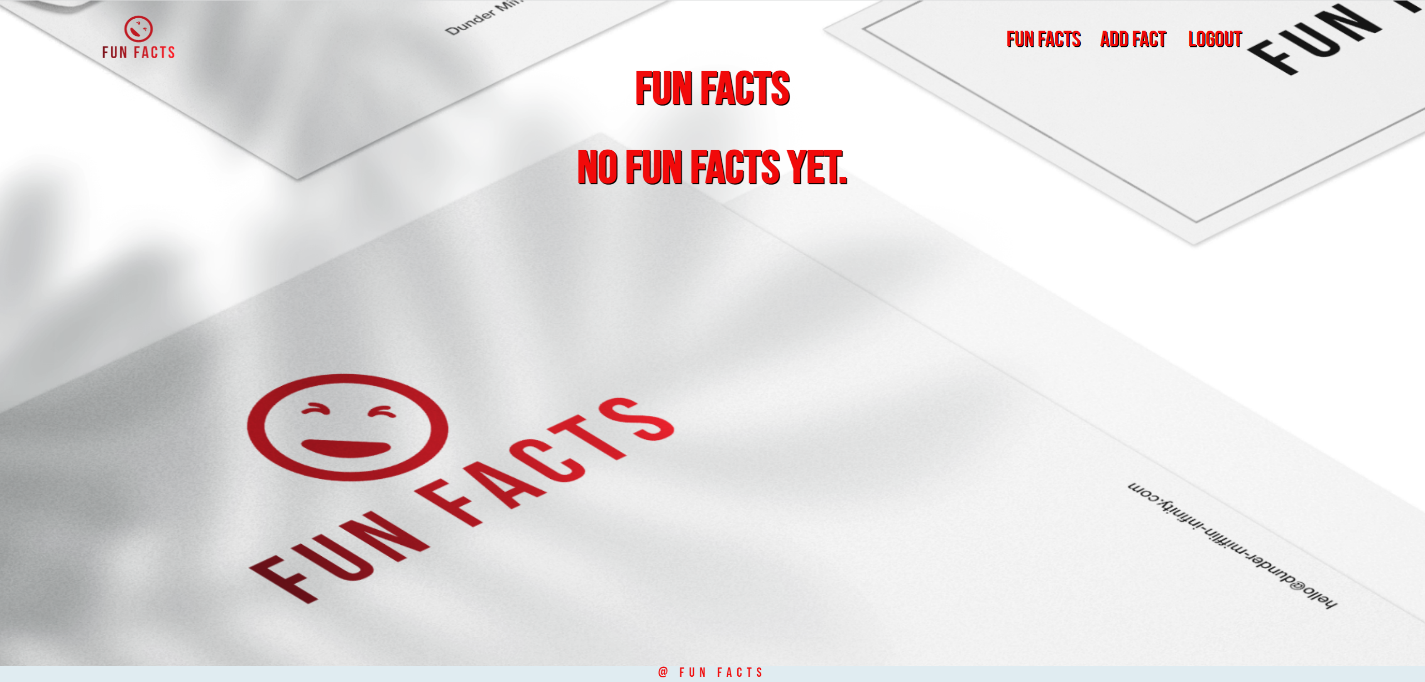 Dunder
FUN FACTS
FUN FACTS ADD FACT LOGOUT
FUN
FUN FACTS
NO FUN FACTS YET.
FUN FACTS
hello@dunder-mifflin-infinity.com
@ FUN FACTS